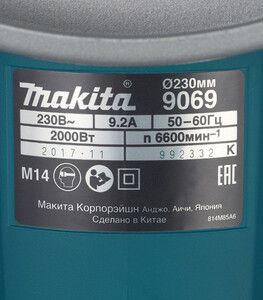 Ø230мм
makita® 9069
230В~ 9.2А 50–60Гц
2000Вт n 6600мин⁻¹
2017·11 992332 K
M14 EAC
Макита Корпорэйшн Анджо, Аичи, Япония
Сделано в Китае 814M85A6